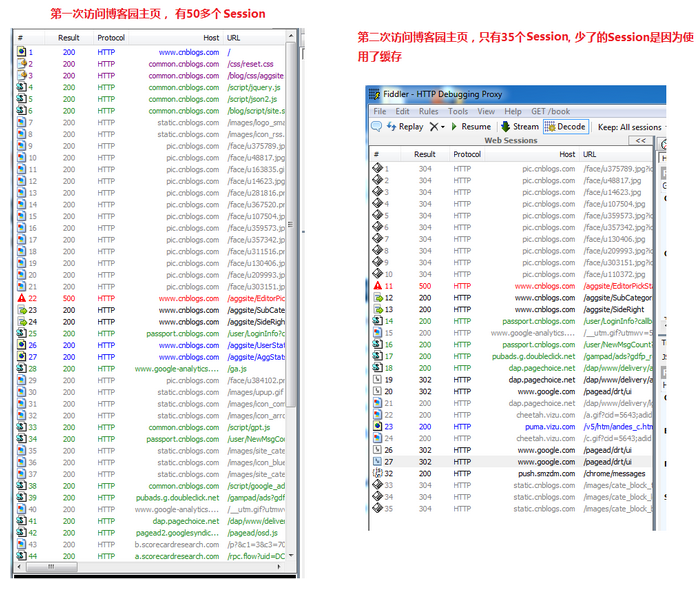 第一次访问博客园主页， 有50多个Session
# Result Protocol Host URL
1 200 HTTP www.cnblogs.com /
2 200 HTTP common.cnblogs.com /css/reset.css
3 200 HTTP common.cnblogs.com /blog/css/aggsite
4 200 HTTP common.cnblogs.com /script/jquery.js
5 200 HTTP common.cnblogs.com /script/json2.js
6 200 HTTP common.cnblogs.com /blog/script/site.s
7 200 HTTP static.cnblogs.com /images/logo_sma
8 200 HTTP static.cnblogs.com /images/icon_rss.
9 200 HTTP pic.cnblogs.com /face/u375789.jp
10 200 HTTP pic.cnblogs.com /face/u48817.jpg
11 200 HTTP pic.cnblogs.com /face/u163835.gi
12 200 HTTP pic.cnblogs.com /face/u14623.jpg
13 200 HTTP pic.cnblogs.com /face/u281816.pr
14 200 HTTP pic.cnblogs.com /face/u367520.pr
15 200 HTTP pic.cnblogs.com /face/u107504.jp
16 200 HTTP pic.cnblogs.com /face/u359573.jp
17 200 HTTP pic.cnblogs.com /face/u357342.jp
18 200 HTTP pic.cnblogs.com /face/u311516.pr
19 200 HTTP pic.cnblogs.com /face/u130406.jp
20 200 HTTP pic.cnblogs.com /face/u209993.jp
21 200 HTTP pic.cnblogs.com /face/u303151.jp
22 500 HTTP www.cnblogs.com /aggsite/EditorPick
23 200 HTTP www.cnblogs.com /aggsite/SubCate
24 200 HTTP www.cnblogs.com /aggsite/SideRight
25 200 HTTP passport.cnblogs.com /user/LoginInfo?c
26 200 HTTP www.cnblogs.com /aggsite/UserStat
27 200 HTTP www.cnblogs.com /aggsite/AggStats
28 200 HTTP www.google-analytics.... /ga.js
29 200 HTTP pic.cnblogs.com /face/u384102.pr
30 200 HTTP static.cnblogs.com /images/upup.gif
31 200 HTTP static.cnblogs.com /images/icon_com
32 200 HTTP static.cnblogs.com /images/icon_arro
33 200 HTTP common.cnblogs.com /script/gpt.js
34 200 HTTP passport.cnblogs.com /user/NewMsgCou
35 200 HTTP static.cnblogs.com /images/site_cate
36 200 HTTP static.cnblogs.com /images/icon_blue
37 200 HTTP static.cnblogs.com /images/site_cate
38 200 HTTP common.cnblogs.com /script/google_ad
39 200 HTTP pubads.g.doubleclick.net /gampad/ads?gdf
40 200 HTTP www.google-analytics.... /__utm.gif?utmwv
41 200 HTTP dap.pagechoice.net /dap/www/deliver
42 200 HTTP pagead2.googlesyndic... /pagead/osd.js
43 200 HTTP b.scorecardresearch.com /p?&c1=3&c3=70
44 200 HTTP a.scorecardresearch.com /rpc.flow?uid=DC
第二次访问博客园主页，只有35个Session, 少了的Session是因为使
用了缓存
Fiddler - HTTP Debugging Proxy
File Edit Rules Tools View Help GET /book
Replay X Resume Stream Decode Keep: All sessions
Web Sessions <<
# Result Protocol Host URL
1 304 HTTP pic.cnblogs.com /face/u375789.jpg?id
2 304 HTTP pic.cnblogs.com /face/u48817.jpg
3 304 HTTP pic.cnblogs.com /face/u14623.jpg
4 304 HTTP pic.cnblogs.com /face/u107504.jpg
5 304 HTTP pic.cnblogs.com /face/u359573.jpg?id
6 304 HTTP pic.cnblogs.com /face/u357342.jpg?id
7 304 HTTP pic.cnblogs.com /face/u130406.jpg
8 304 HTTP pic.cnblogs.com /face/u209993.jpg?id
9 304 HTTP pic.cnblogs.com /face/u303151.jpg?id
10 304 HTTP pic.cnblogs.com /face/u110372.jpg
11 500 HTTP www.cnblogs.com /aggsite/EditorPickSta
12 200 HTTP www.cnblogs.com /aggsite/SubCategor
13 200 HTTP www.cnblogs.com /aggsite/SideRight
14 200 HTTP passport.cnblogs.com /user/LoginInfo?callb
15 200 HTTP www.google-analytics.... /__utm.gif?utmwv=5
16 200 HTTP passport.cnblogs.com /user/NewMsgCount?
17 200 HTTP pubads.g.doubleclick.net /gampad/ads?gdfp_r
18 200 HTTP dap.pagechoice.net /dap/www/delivery/a
19 302 HTTP dap.pagechoice.net /dap/www/delivery/
20 302 HTTP www.google.com /pagead/drt/ui
21 200 HTTP dap.pagechoice.net /dap/www/delivery/l
22 200 HTTP cheetah.vizu.com /a.gif?cid=5643;adid
23 200 HTTP puma.vizu.com /v5/htm/andes_c.htm
24 200 HTTP cheetah.vizu.com /c.gif?cid=5643;adid
26 302 HTTP www.google.com /pagead/drt/ui
27 302 HTTP www.google.com /pagead/drt/ui
32 200 HTTP push.smzdm.com /chrome/messages
33 304 HTTP static.cnblogs.com /images/cate_block_l
34 304 HTTP static.cnblogs.com /images/cate_block_
35 304 HTTP static.cnblogs.com /images/cate_block_